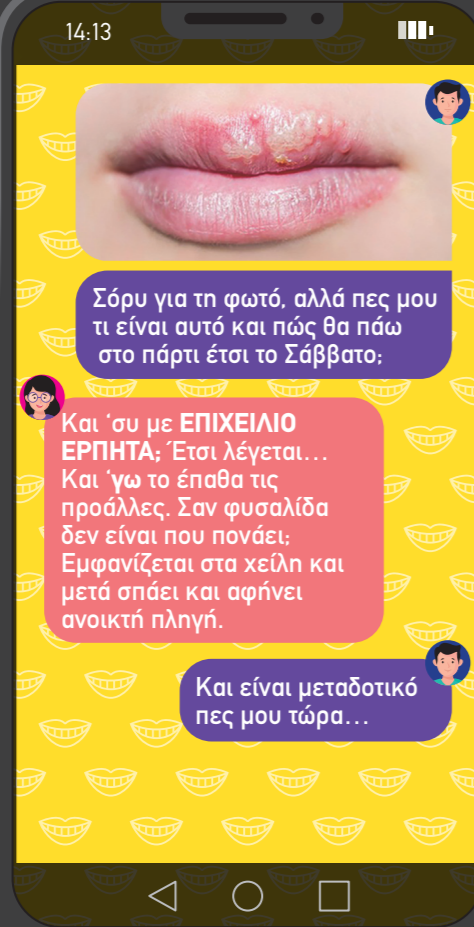 14:13
Σόρυ για τη φωτό, αλλά πες μου
τι είναι αυτό και πώς θα πάω
στο πάρτι έτσι το Σάββατο;
Και ‘συ με ΕΠΙΧΕΙΛΙΟ
ΕΡΠΗΤΑ; Έτσι λέγεται...
Και ‘γω το έπαθα τις
προάλλες. Σαν φυσαλίδα
δεν είναι που πονάει;
Εμφανίζεται στα χείλη και
μετά σπάει και αφήνει
ανοικτή πληγή.
Και είναι μεταδοτικό
πες μου τώρα...